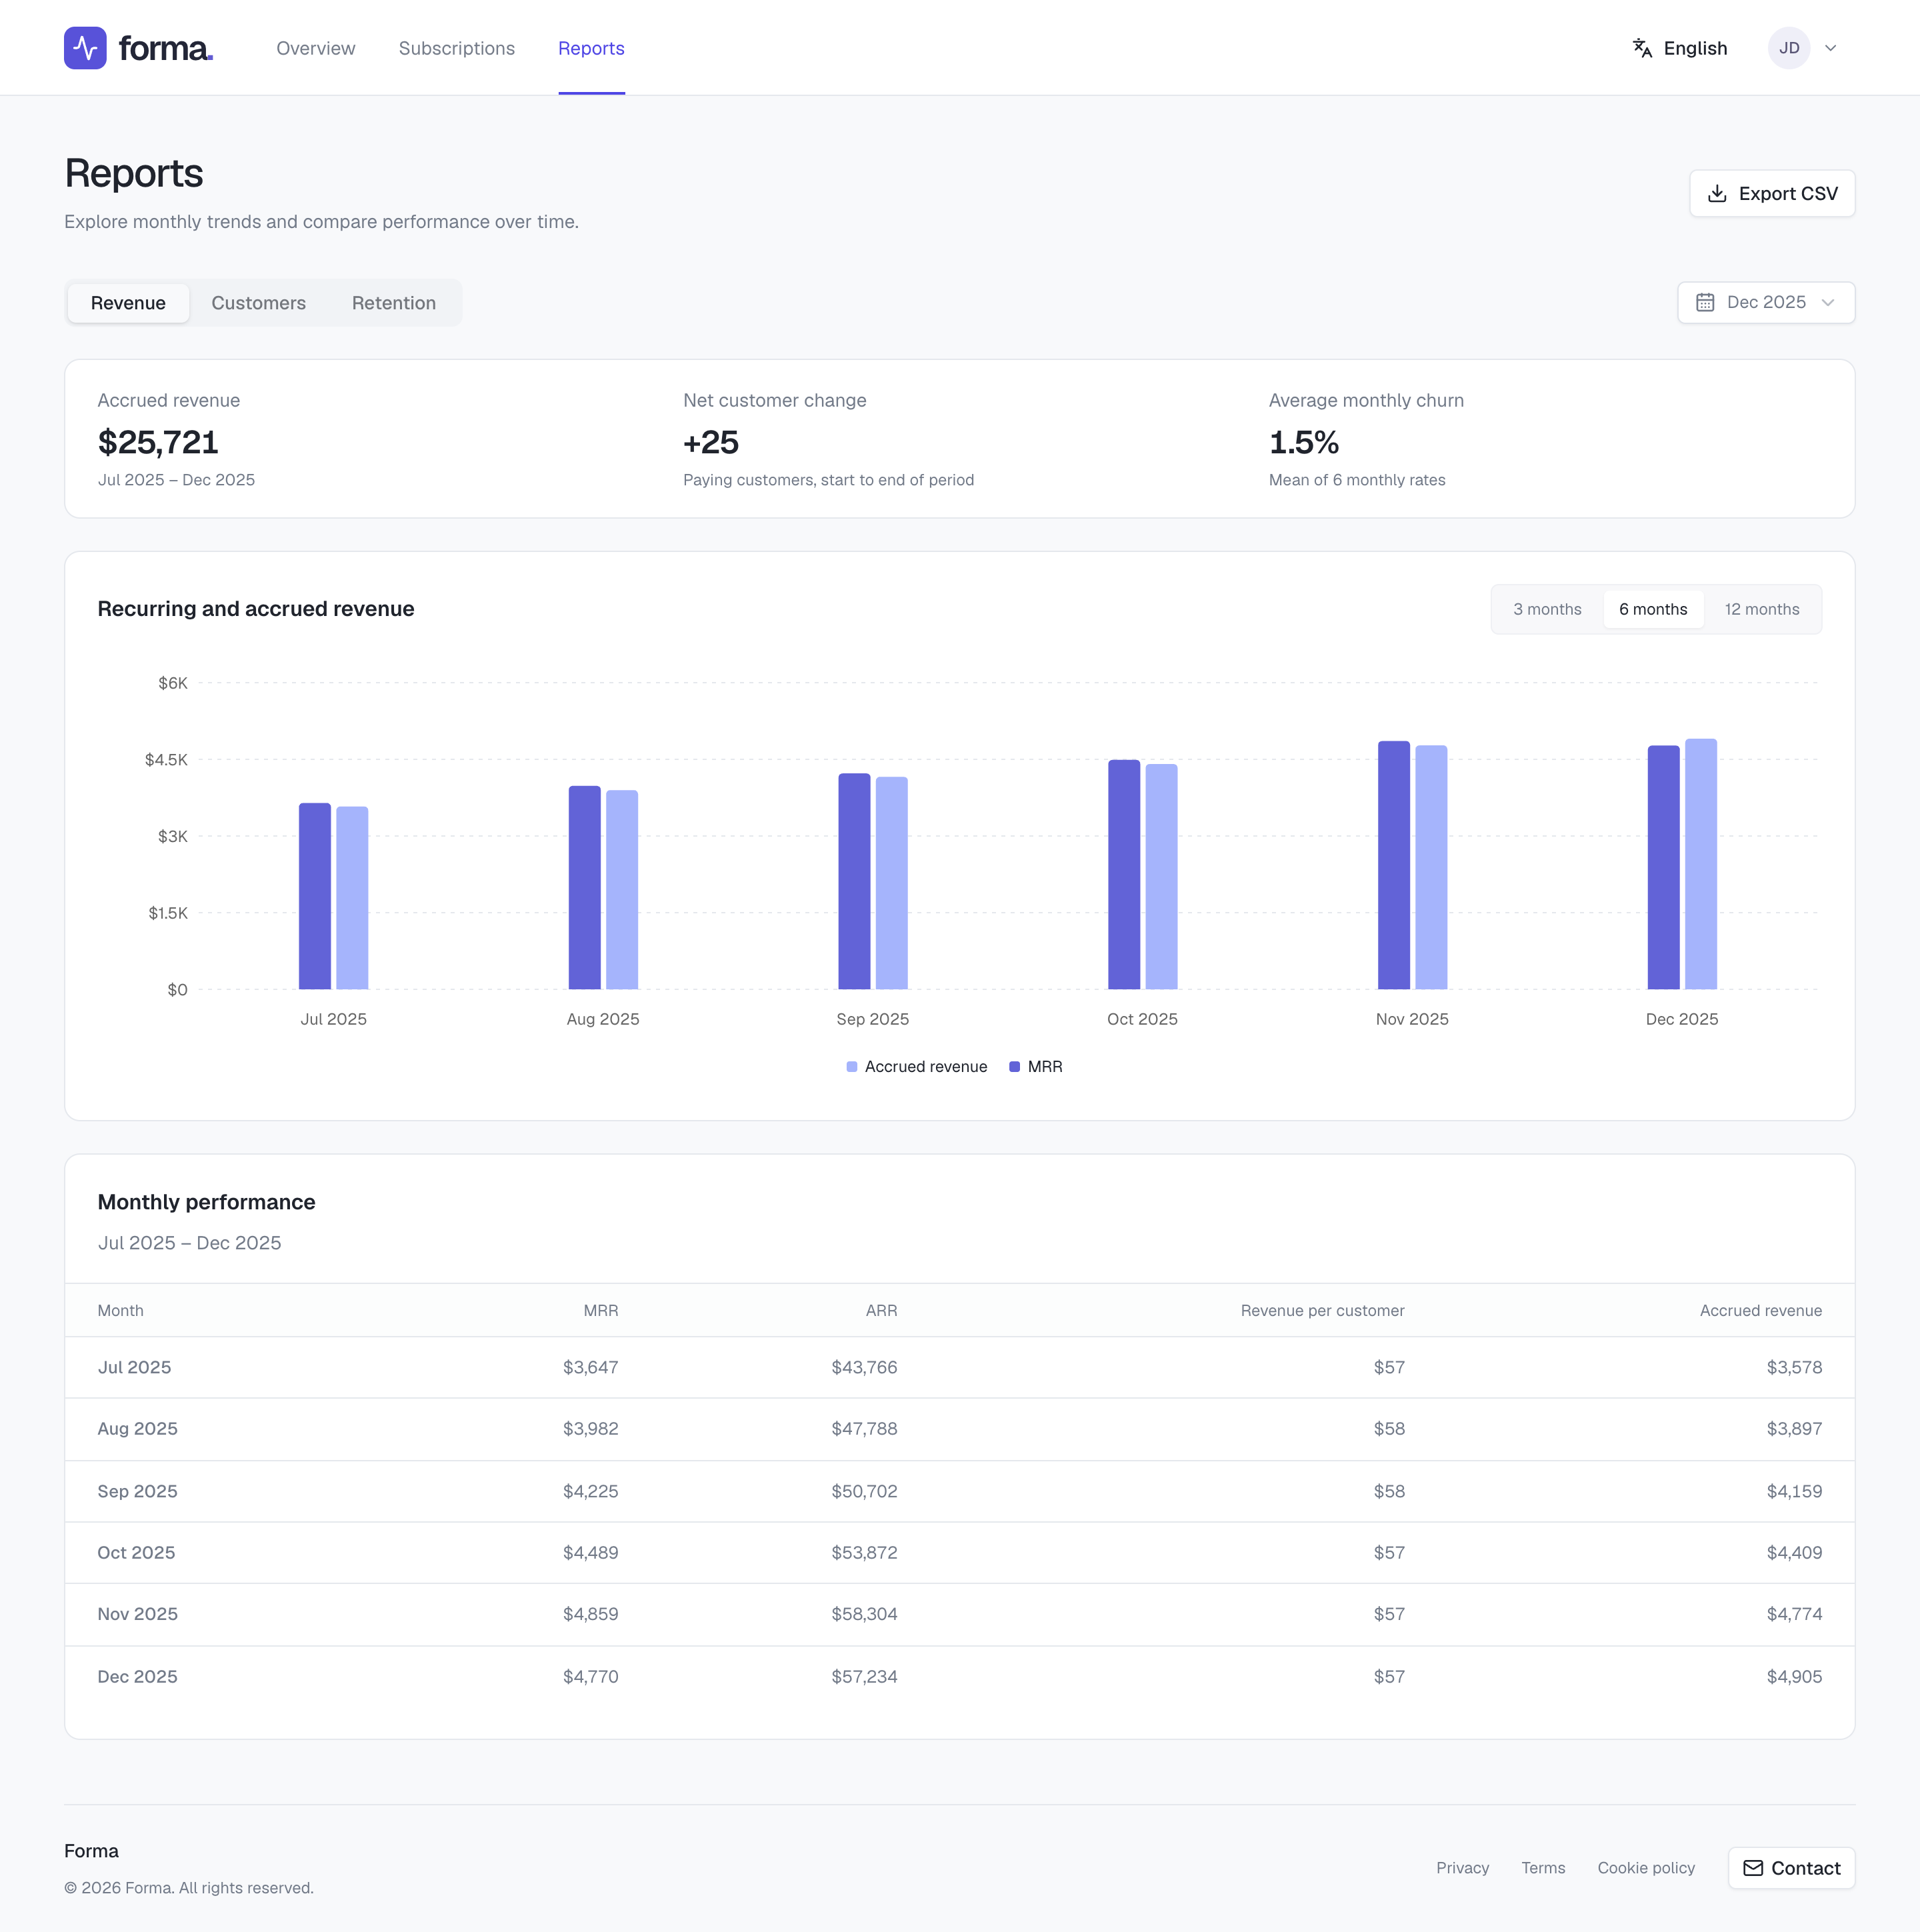 forma.
Overview Subscriptions Reports
English JD
Reports
Explore monthly trends and compare performance over time.
Export CSV
Revenue Customers Retention
Dec 2025
Accrued revenue
$25,721
Jul 2025 – Dec 2025
Net customer change
+25
Paying customers, start to end of period
Average monthly churn
1.5%
Mean of 6 monthly rates
Recurring and accrued revenue
3 months 6 months 12 months
$6K
$4.5K
$3K
$1.5K
$0
Jul 2025 Aug 2025 Sep 2025 Oct 2025 Nov 2025 Dec 2025
Accrued revenue MRR
Monthly performance
Jul 2025 – Dec 2025
Month MRR ARR Revenue per customer Accrued revenue
Jul 2025 $3,647 $43,766 $57 $3,578
Aug 2025 $3,982 $47,788 $58 $3,897
Sep 2025 $4,225 $50,702 $58 $4,159
Oct 2025 $4,489 $53,872 $57 $4,409
Nov 2025 $4,859 $58,304 $57 $4,774
Dec 2025 $4,770 $57,234 $57 $4,905
Forma
© 2026 Forma. All rights reserved.
Privacy Terms Cookie policy Contact